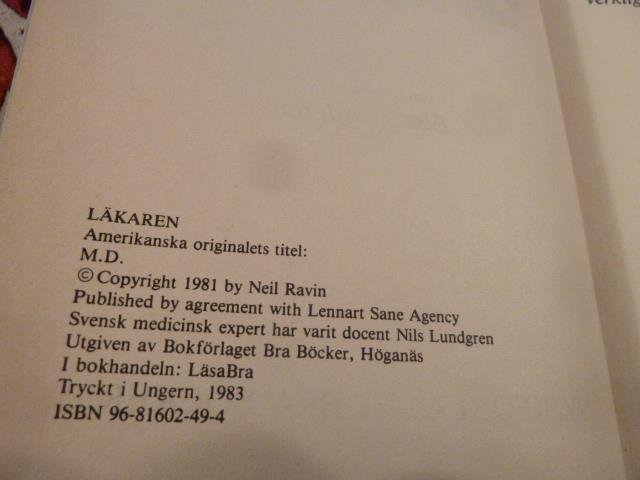 LÄKAREN
Amerikanska originalets titel:
M.D.
© Copyright 1981 by Neil Ravin
Published by agreement with Lennart Sane Agency
Svensk medicinsk expert har varit docent Nils Lundgren
Utgiven av Bokförlaget Bra Böcker, Höganäs
I bokhandeln: LäsaBra
Tryckt i Ungern, 1983
ISBN 96-81602-49-4